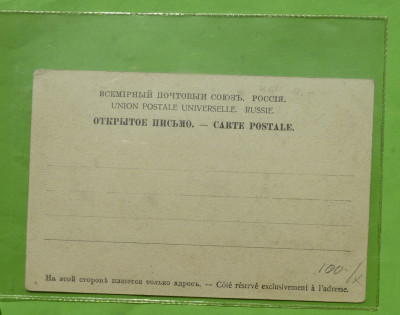 ВСЕМІРНЫЙ ПОЧТОВЫЙ СОЮЗЪ. РОССІЯ.
UNION POSTALE UNIVERSELLE. RUSSIE.
ОТКРЫТОЕ ПИСЬМО. — CARTE POSTALE.
100-/x
На этой сторонѣ пишется только адресъ. — Côté réservé exclusivement à l'adresse.